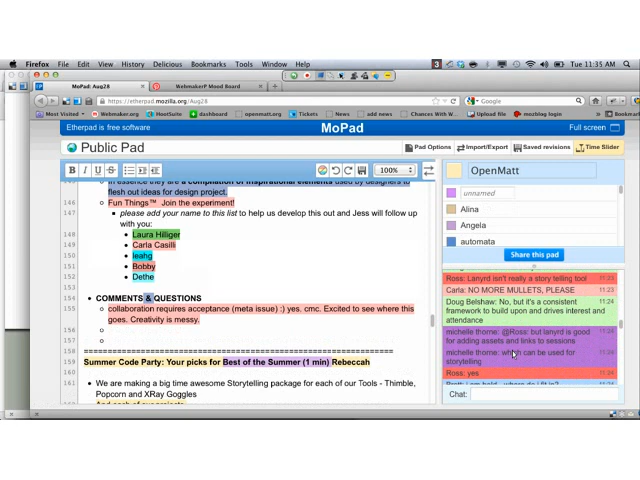 Firefox File Edit View History Delicious Bookmarks Tools Window Help 3 Tue 11:35 AM
MoPad: Aug28 WebmakerP Mood Board
https://etherpad.mozilla.org/Aug28 Google
Most Visited HootSuite dashboard openmatt.org Tickets News add news Chances With W... Upload file mozblog login Bookmark
Etherpad is free software MoPad Full screen
Public Pad Pad Options Import/Export Saved revisions Time Slider
B I U S 100% OpenMatt
unnamed
Alina
Angela
automata
Share this pad
In essence they are a compilation of inspirational elements used by designers to
flesh out ideas for design project.
146 Fun Things™ Join the experiment!
147 please add your name to this list to help us develop this out and Jess will follow up
with you:
148 Laura Hilliger
149 Carla Casilli
150 leahg
151 Bobby
152 Dethe
153
154 COMMENTS & QUESTIONS
155 collaboration requires acceptance (meta issue) :) yes. cmc. Excited to see where this
goes. Creativity is messy.
156
157
158 ==================================================
159 Summer Code Party: Your picks for Best of the Summer (1 min) Rebeccah
160
161 We are making a big time awesome Storytelling package for each of our Tools - Thimble,
Popcorn and XRay Goggles
Ross: Lanyrd isn't really a story telling tool 11:23
Carla: NO MORE MULLETS, PLEASE 11:23
Doug Belshaw: No, but it's a consistent 11:24
framework to build upon and drives interest and
attendance
michelle thorne: @Ross: but lanyrd is good 11:24
for adding assets and links to sessions
michelle thorne: which can be used for 11:24
storytelling
Ross: yes 11:24
Chat: